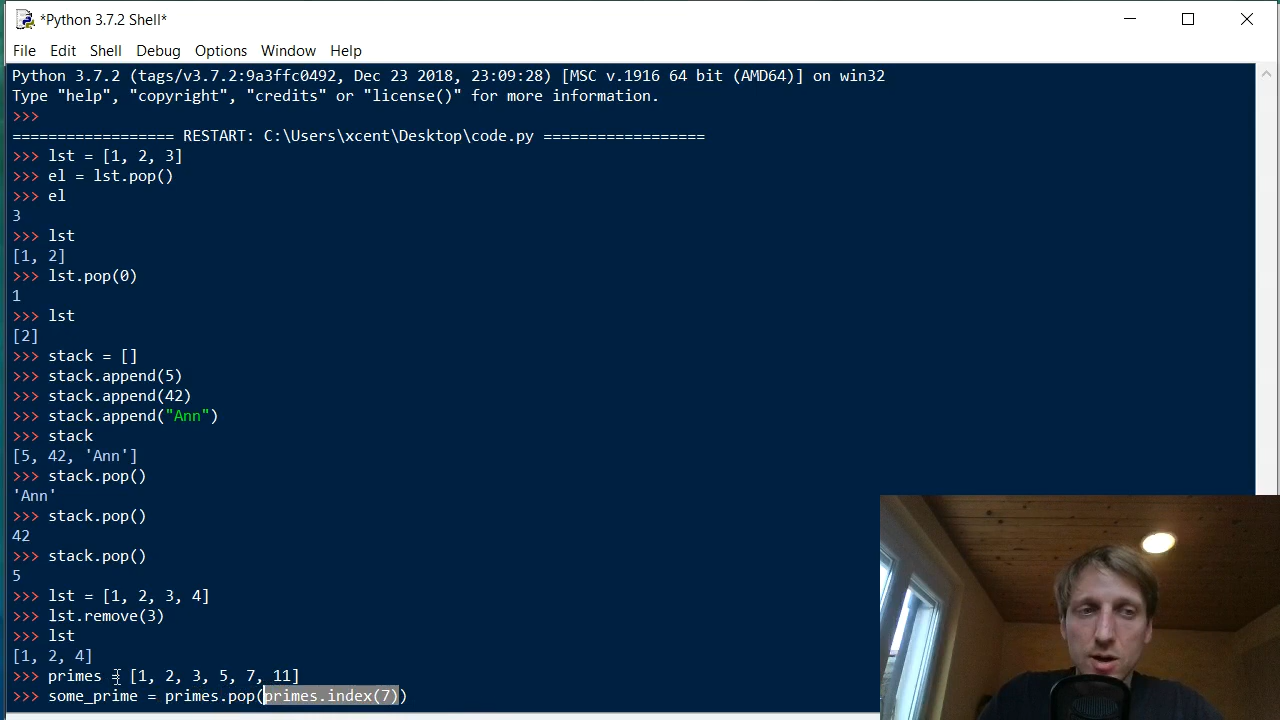 *Python 3.7.2 Shell*
File Edit Shell Debug Options Window Help
Python 3.7.2 (tags/v3.7.2:9a3ffc0492, Dec 23 2018, 23:09:28) [MSC v.1916 64 bit (AMD64)] on win32
Type "help", "copyright", "credits" or "license()" for more information.
>>>
================== RESTART: C:\Users\xcent\Desktop\code.py ==================
>>> lst = [1, 2, 3]
>>> el = lst.pop()
>>> el
3
>>> lst
[1, 2]
>>> lst.pop(0)
1
>>> lst
[2]
>>> stack = []
>>> stack.append(5)
>>> stack.append(42)
>>> stack.append("Ann")
>>> stack
[5, 42, 'Ann']
>>> stack.pop()
'Ann'
>>> stack.pop()
42
>>> stack.pop()
5
>>> lst = [1, 2, 3, 4]
>>> lst.remove(3)
>>> lst
[1, 2, 4]
>>> primes = [1, 2, 3, 5, 7, 11]
>>> some_prime = primes.pop(primes.index(7))